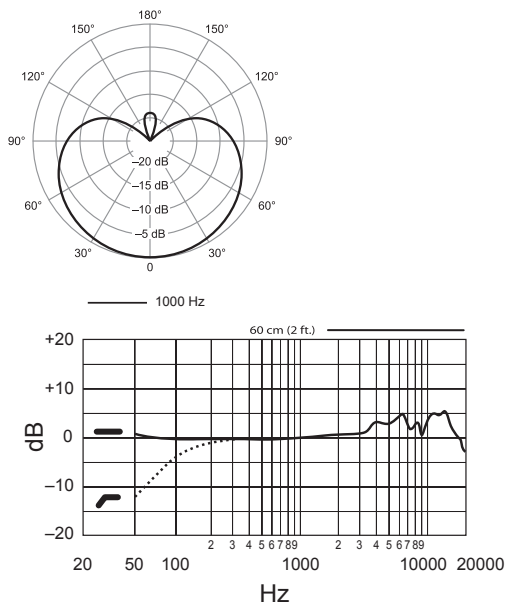 180°
150° 150°
120° 120°
90° 90°
–20 dB
–15 dB
60° 60°
–10 dB
–5 dB
30° 30°
0
1000 Hz
60 cm (2 ft.)
+20
+10
dB
0
–10
–20
2 3 4 5 6 7 8 9 2 3 4 5 6 7 8 9
20 50 100 1000 10000 20000
Hz